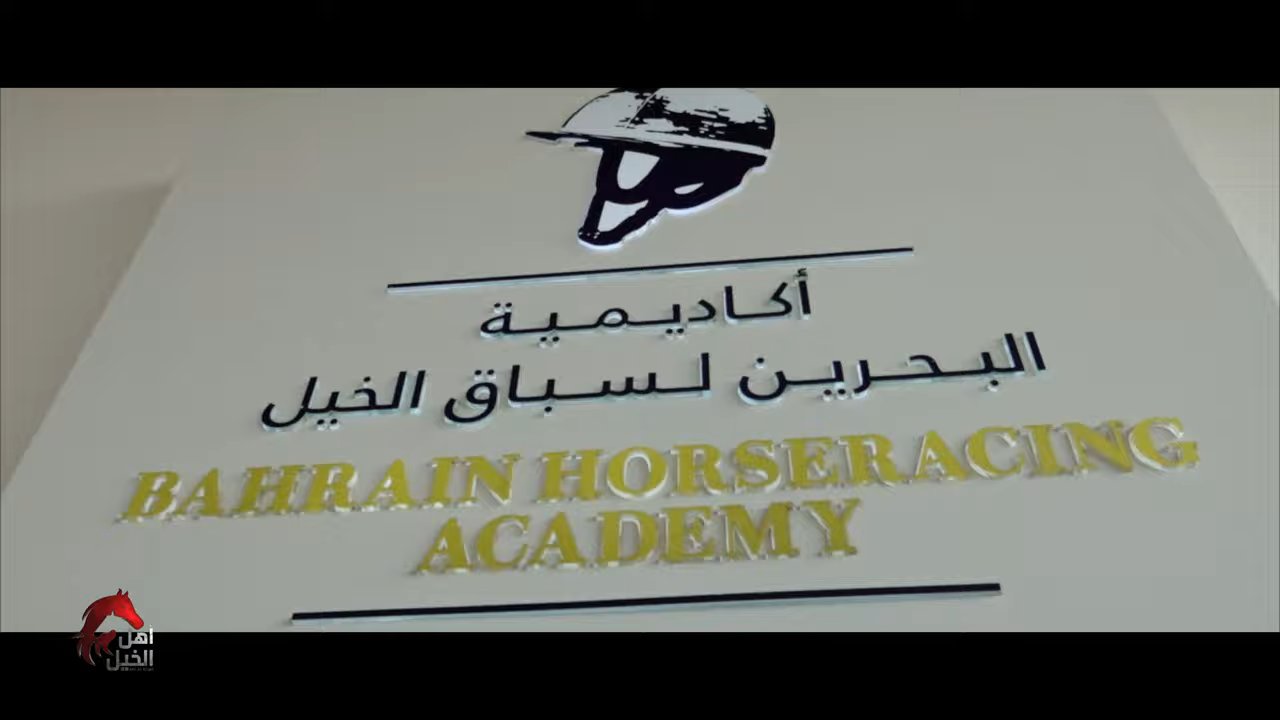 أكاديمية
البحرين لسباق الخيل
BAHRAIN HORSERACING
ACADEMY
أهل
الخيل